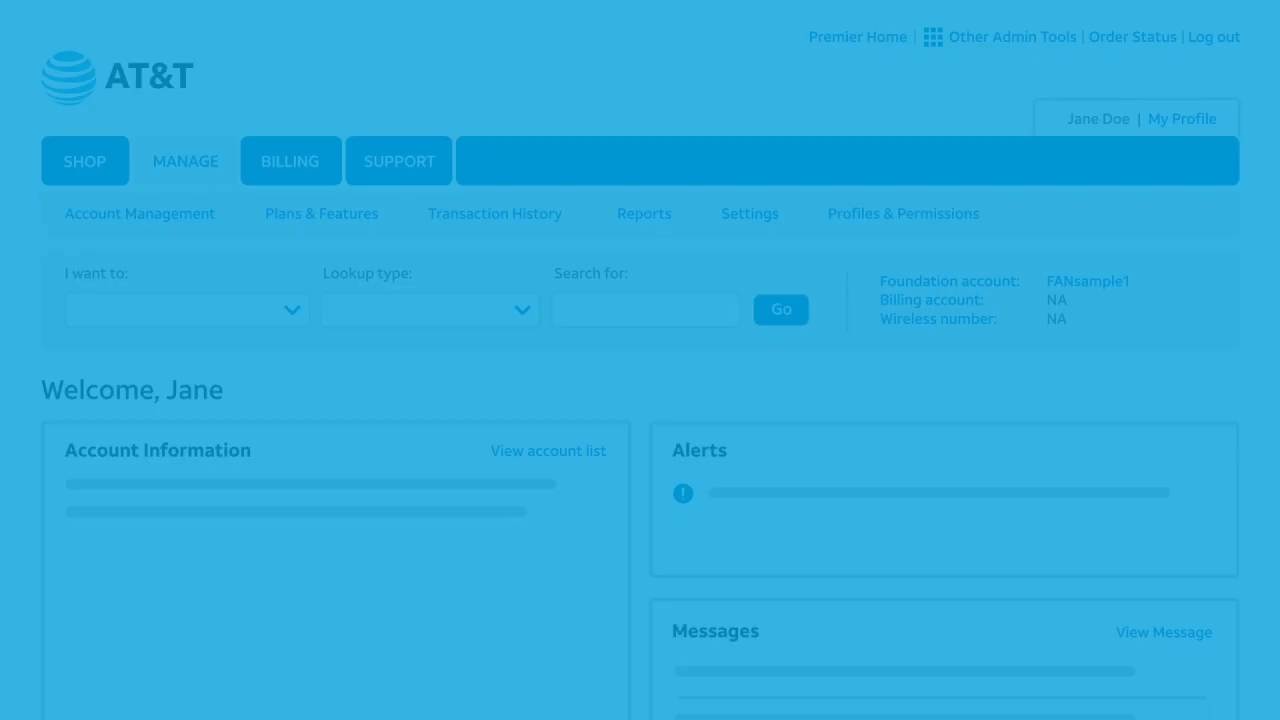 Premier Home | Other Admin Tools | Order Status | Log out
AT&T
Jane Doe | My Profile
SHOP MANAGE BILLING SUPPORT
Account Management Plans & Features Transaction History Reports Settings Profiles & Permissions
I want to: Lookup type: Search for:
Go
Foundation account: FANsample1
Billing account: NA
Wireless number: NA
Welcome, Jane
Account Information View account list
Alerts
!
Messages View Message